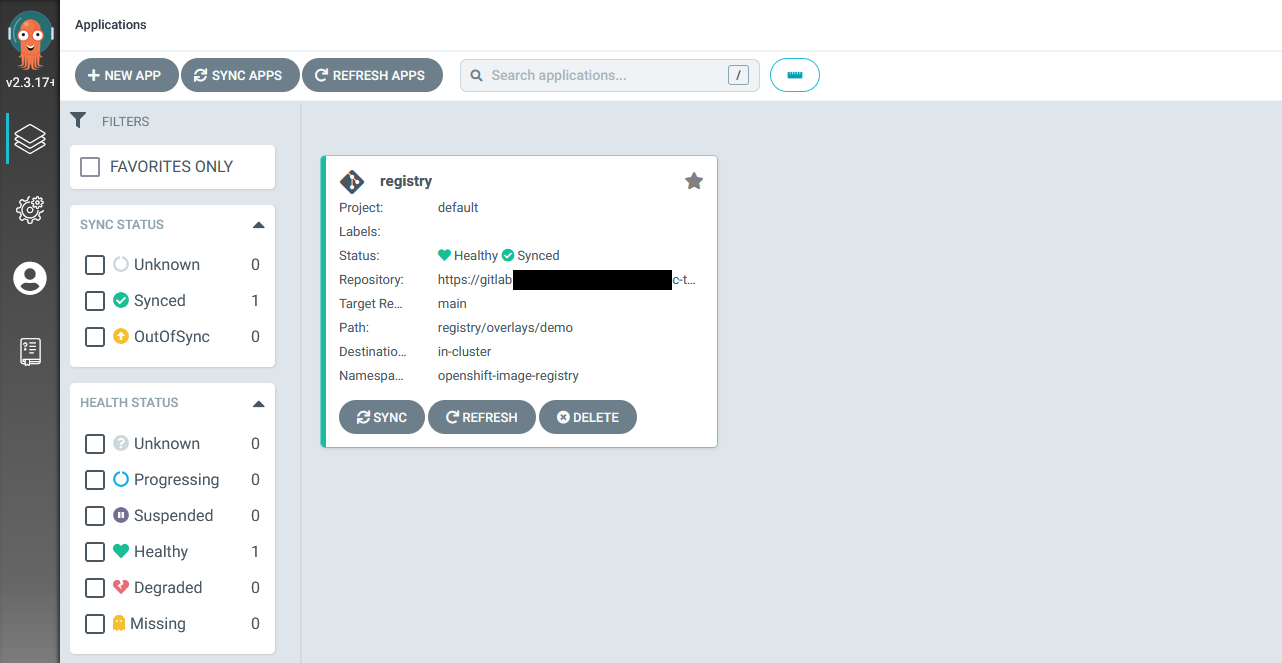 Applications
v2.3.17+
NEW APP
SYNC APPS
REFRESH APPS
Search applications...
/
FILTERS
FAVORITES ONLY
SYNC STATUS
Unknown 0
Synced 1
OutOfSync 0
HEALTH STATUS
Unknown 0
Progressing 0
Suspended 0
Healthy 1
Degraded 0
Missing 0
registry
Project: default
Labels:
Status: Healthy Synced
Repository: https://gitlab c-t...
Target Re... main
Path: registry/overlays/demo
Destinatio... in-cluster
Namespa... openshift-image-registry
SYNC
REFRESH
DELETE